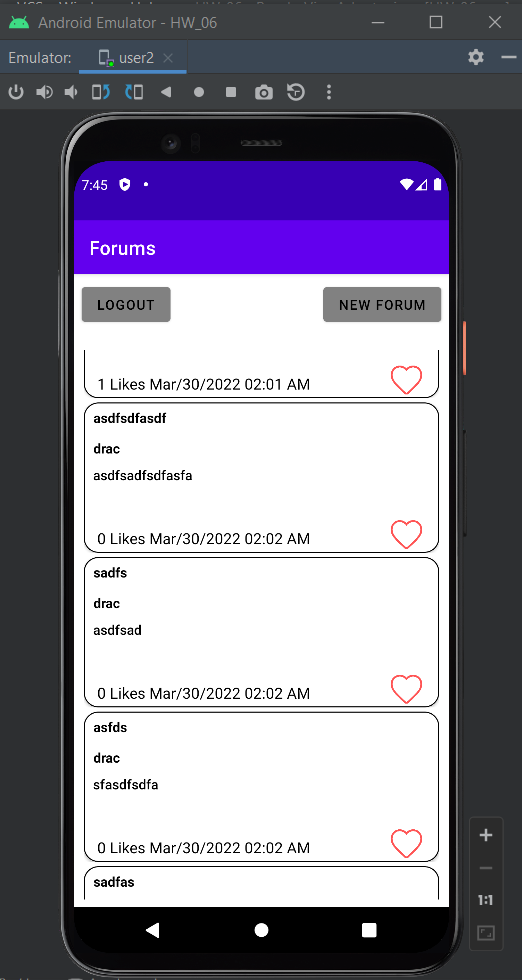 Android Emulator - HW_06
Emulator:
user2
7:45
Forums
LOGOUT
NEW FORUM
1 Likes Mar/30/2022 02:01 AM
asdfsdfasdf
drac
asdfsadfsdfasfa
0 Likes Mar/30/2022 02:02 AM
sadfs
drac
asdfsad
0 Likes Mar/30/2022 02:02 AM
asfds
drac
sfasdfsdfa
0 Likes Mar/30/2022 02:02 AM
sadfas
1:1